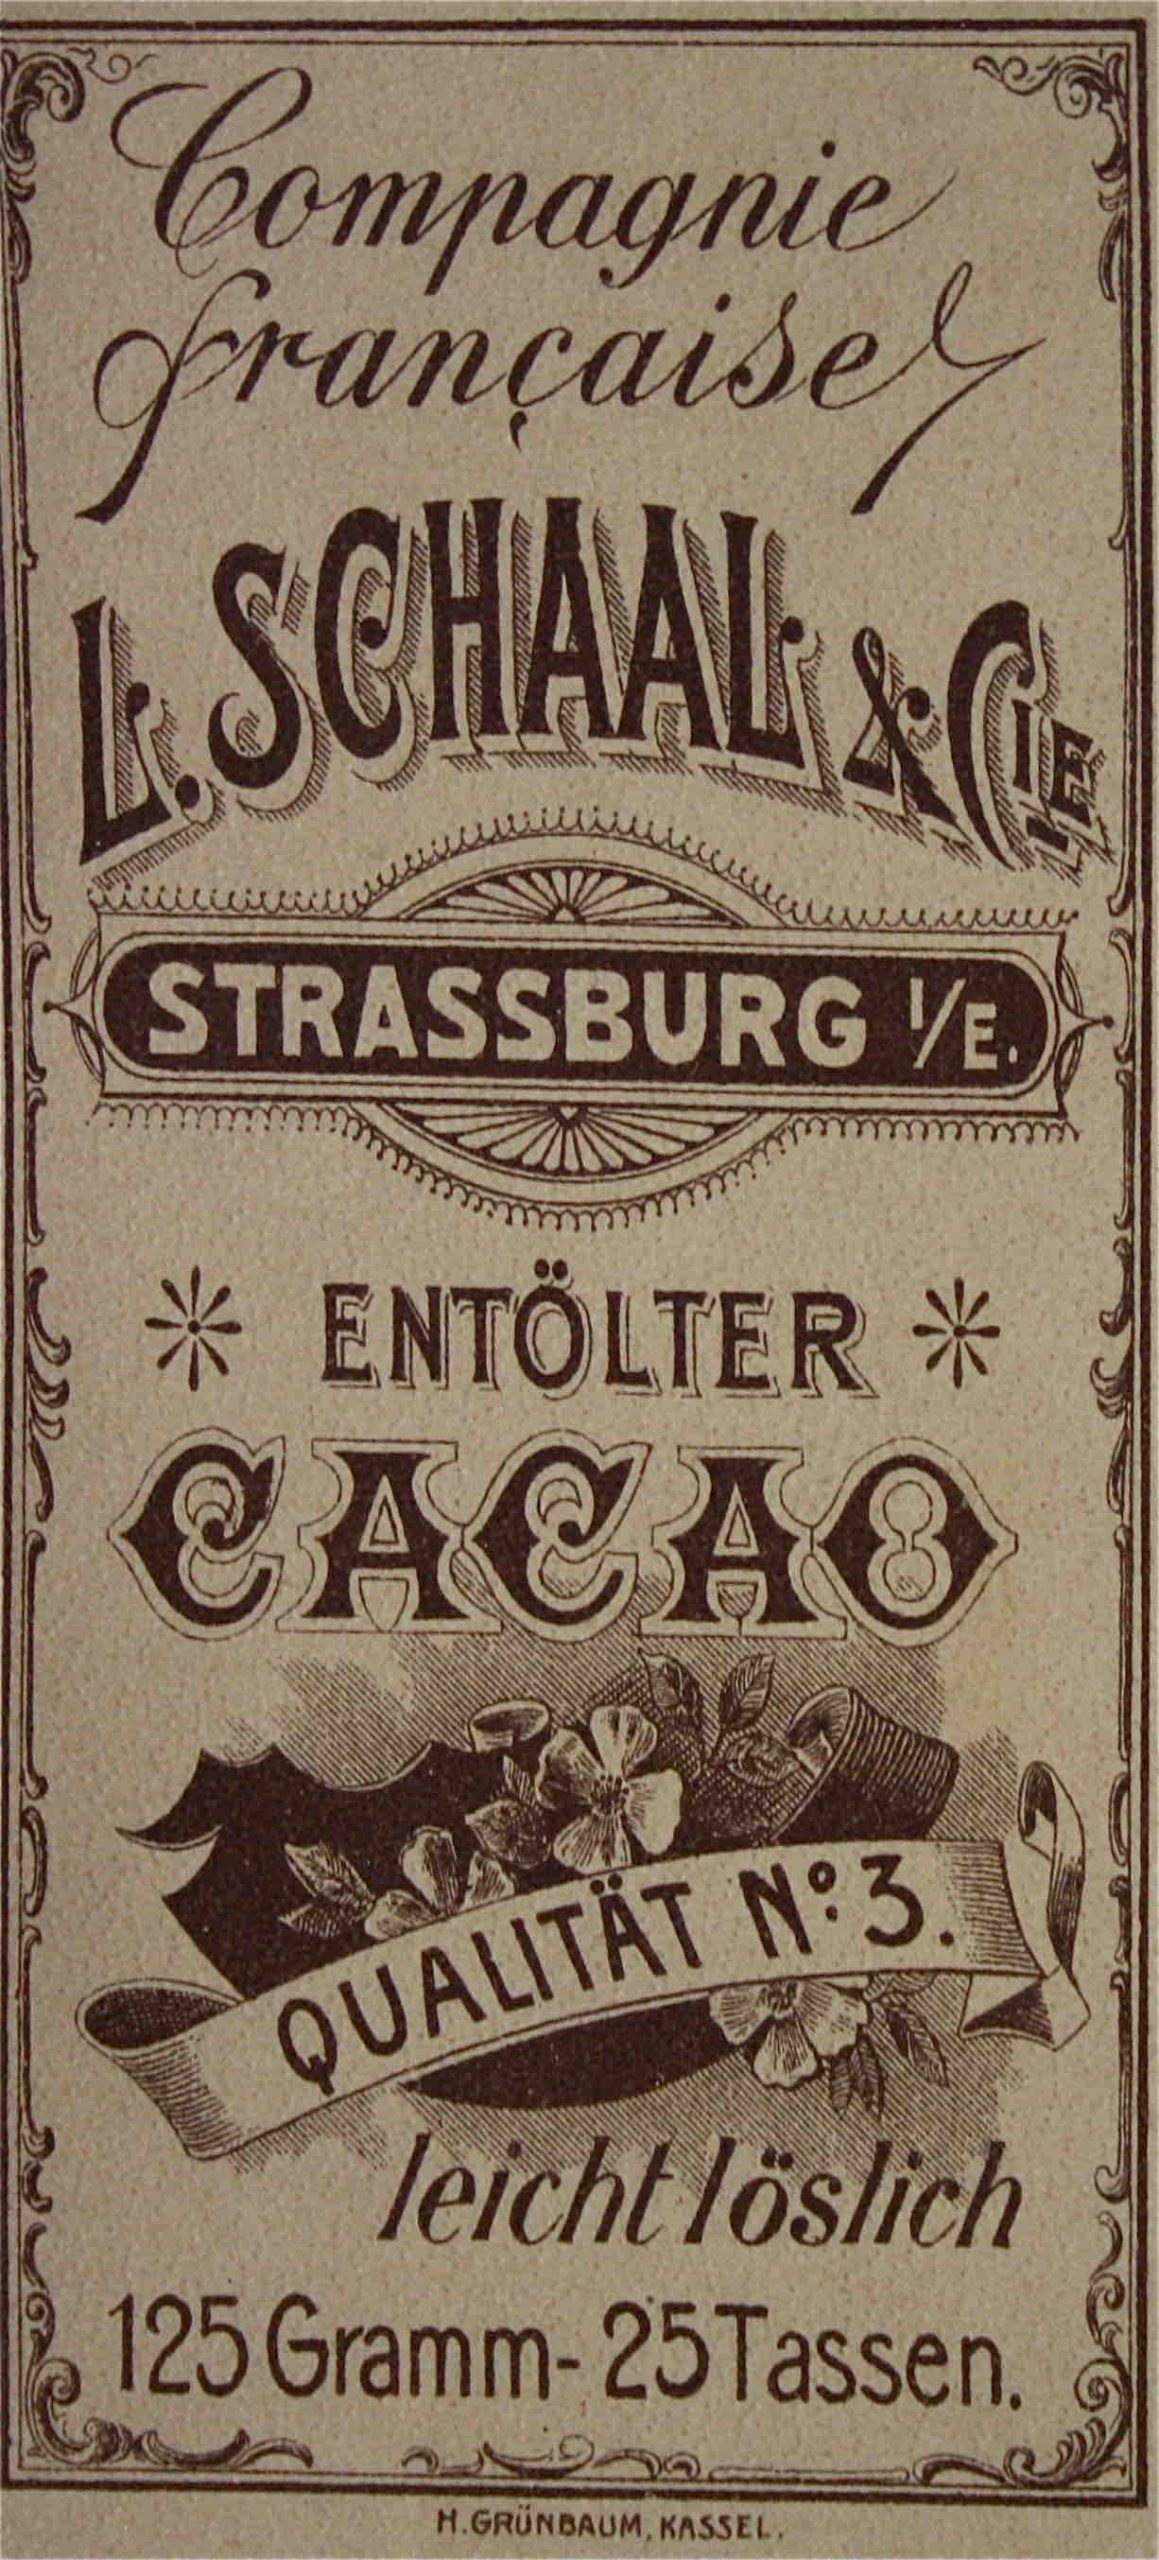 Compagnie
française
L. SCHAAL & CIE
STRASSBURG I/E.
ENTÖLTER
CACAO
QUALITÄT No 3.
leicht löslich
125 Gramm - 25 Tassen.
H. GRÜNBAUM, KASSEL.